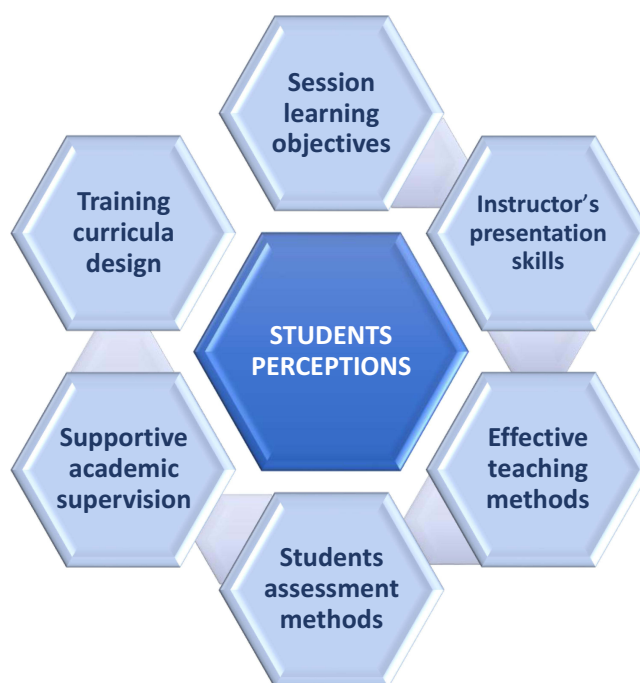 Session
learning
objectives
Instructor’s
presentation
skills
Effective
teaching
methods
Students
assessment
methods
Supportive
academic
supervision
Training
curricula
design
STUDENTS
PERCEPTIONS